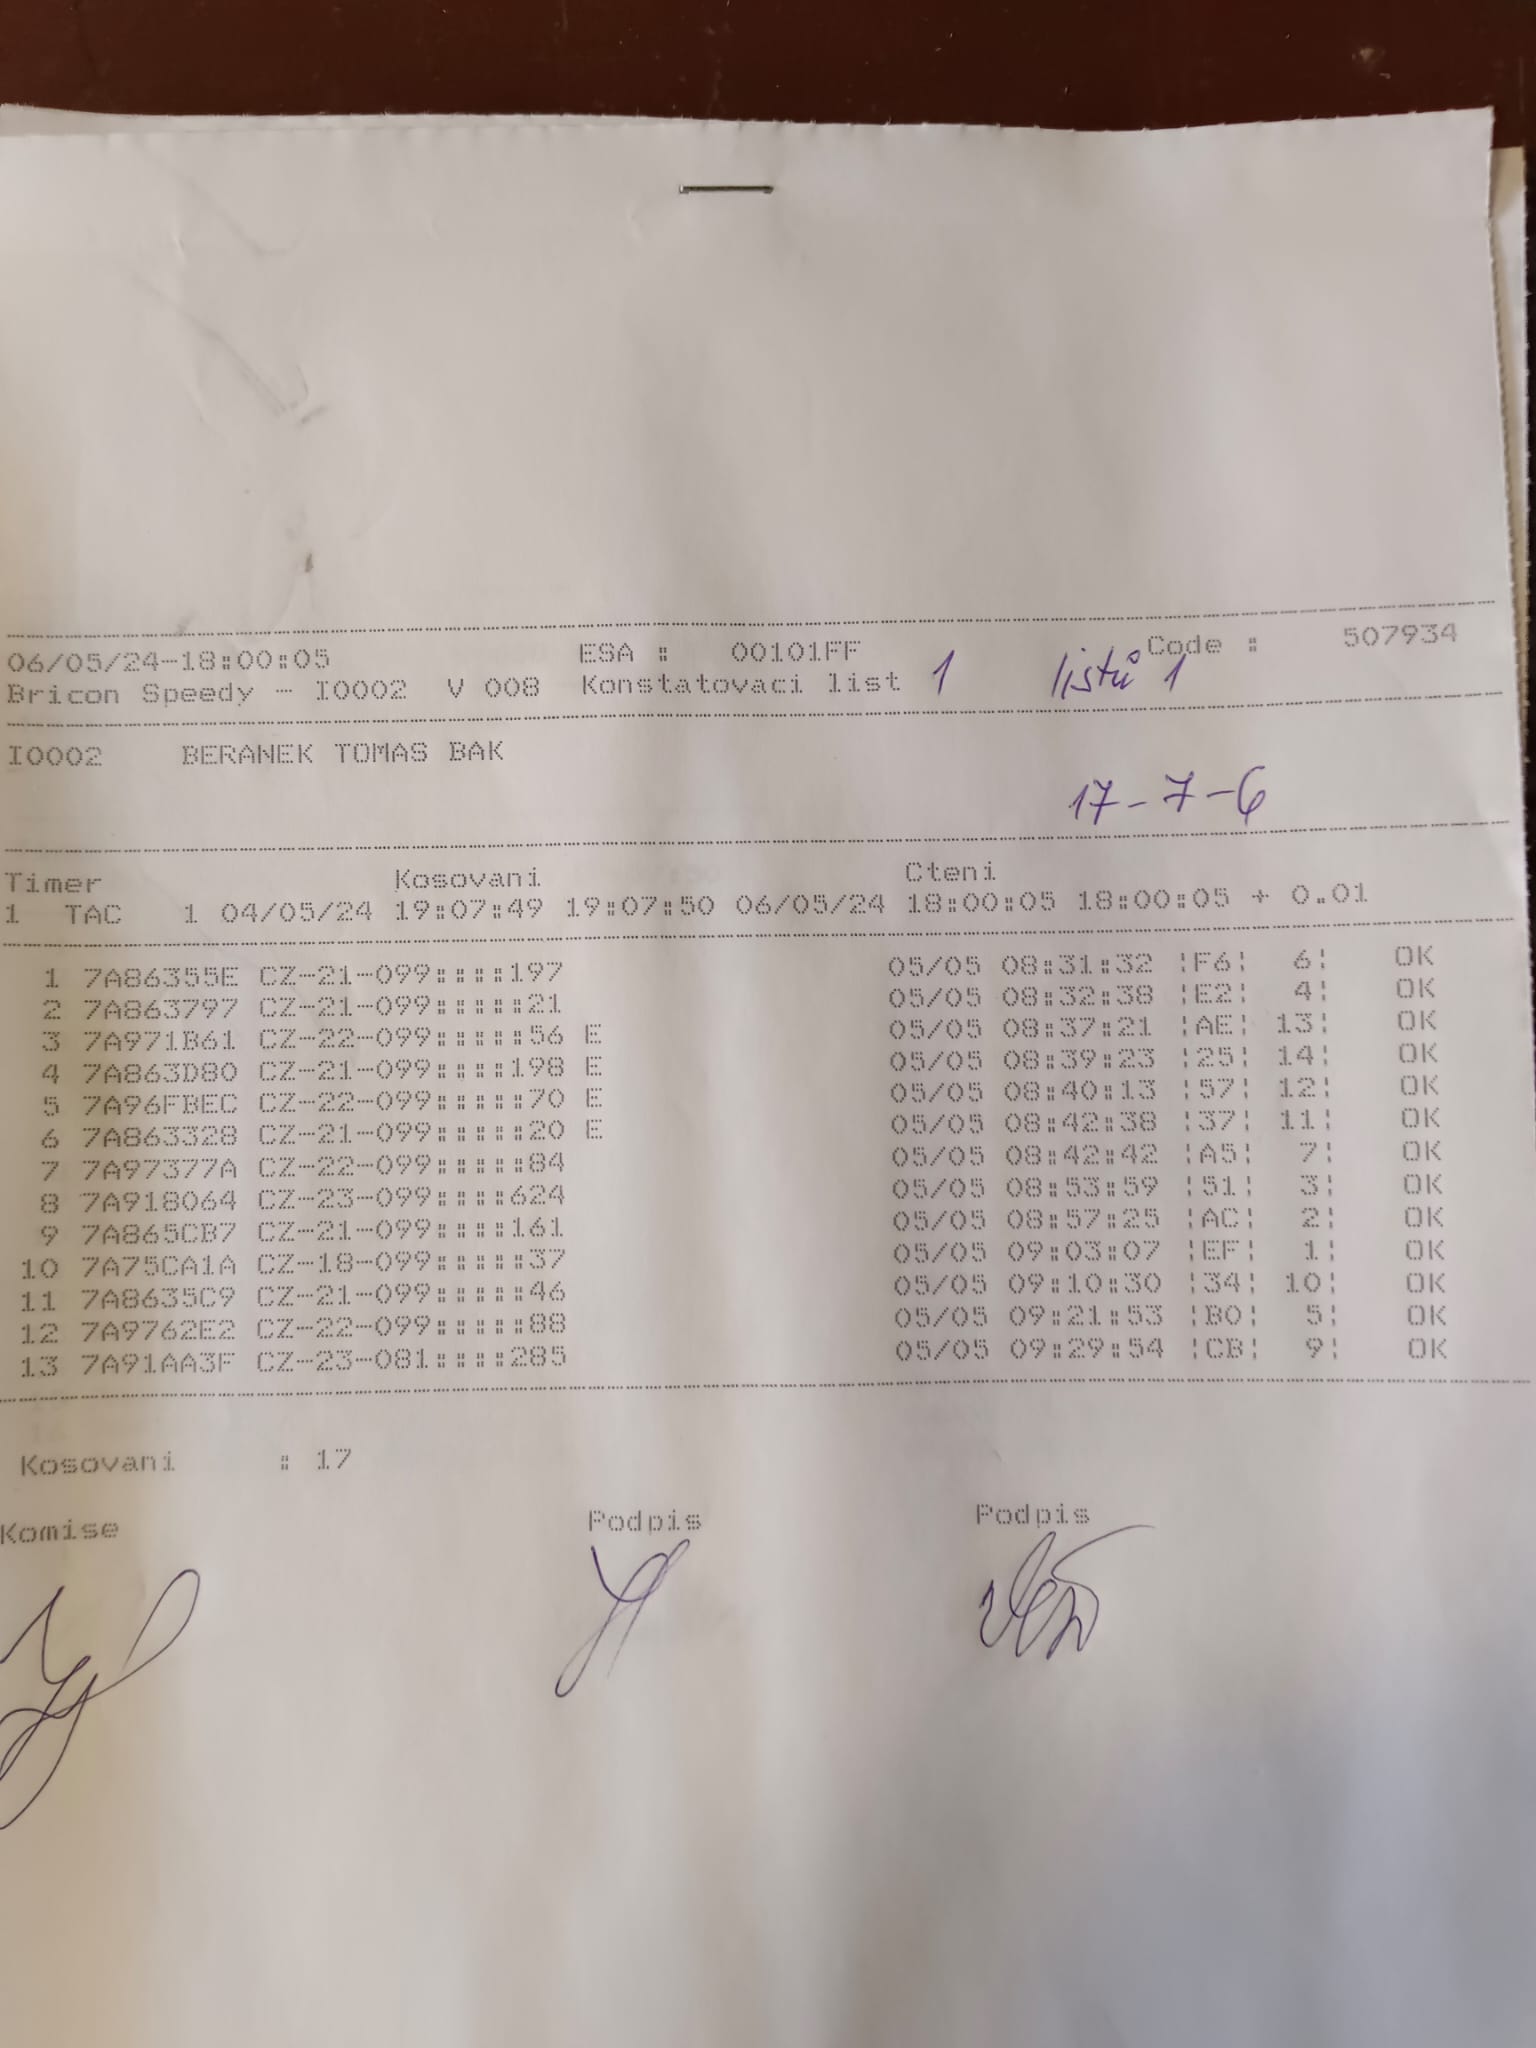 06/05/24-18:00:05 ESA : 00101FF Code : 507934
Bricon Speedy - I0002 V 008 Konstatovaci list 1 listů 1
I0002 BERANEK TOMAS BAK
17-7-6
Timer Kosovani Cteni
1 TAC 1 04/05/24 19:07:49 19:07:50 06/05/24 18:00:05 18:00:05 + 0.01
1 7A86355E CZ-21-099::::197 05/05 08:31:32 ¦F6¦ 6¦ OK
2 7A863797 CZ-21-099:::::21 05/05 08:32:38 ¦E2¦ 4¦ OK
3 7A971B61 CZ-22-099:::::56 E 05/05 08:37:21 ¦AE¦ 13¦ OK
4 7A863D80 CZ-21-099::::198 E 05/05 08:39:23 ¦25¦ 14¦ OK
5 7A96FBEC CZ-22-099:::::70 E 05/05 08:40:13 ¦57¦ 12¦ OK
6 7A863328 CZ-21-099:::::20 E 05/05 08:42:38 ¦37¦ 11¦ OK
7 7A97377A CZ-22-099:::::84 05/05 08:42:42 ¦A5¦ 7¦ OK
8 7A918064 CZ-23-099::::624 05/05 08:53:59 ¦51¦ 3¦ OK
9 7A865CB7 CZ-21-099::::161 05/05 08:57:25 ¦AC¦ 2¦ OK
10 7A75CA1A CZ-18-099:::::37 05/05 09:03:07 ¦EF¦ 1¦ OK
11 7A8635C9 CZ-21-099:::::46 05/05 09:10:30 ¦34¦ 10¦ OK
12 7A9762E2 CZ-22-099:::::88 05/05 09:21:53 ¦B0¦ 5¦ OK
13 7A91AA3F CZ-23-081::::285 05/05 09:29:54 ¦CB¦ 9¦ OK
Kosovani : 17
Komise Podpis Podpis